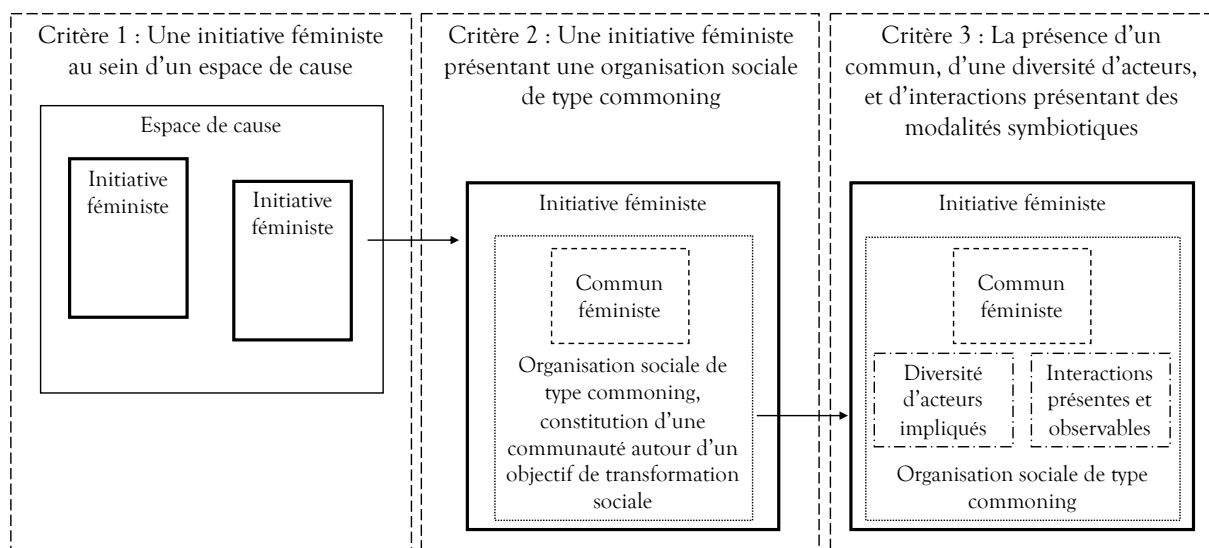 Critère 1 : Une initiative féministe
au sein d’un espace de cause
Espace de cause
Initiative
féministe
Initiative
féministe
Critère 2 : Une initiative féministe
présentant une organisation sociale
de type commoning
Initiative féministe
Commun
féministe
Organisation sociale de
type commoning,
constitution d’une
communauté autour d’un
objectif de transformation
sociale
Critère 3 : La présence d’un
commun, d’une diversité d’acteurs,
et d’interactions présentant des
modalités symbiotiques
Initiative féministe
Commun
féministe
Diversité
d’acteurs
impliqués
Interactions
présentes et
observables
Organisation sociale de type
commoning